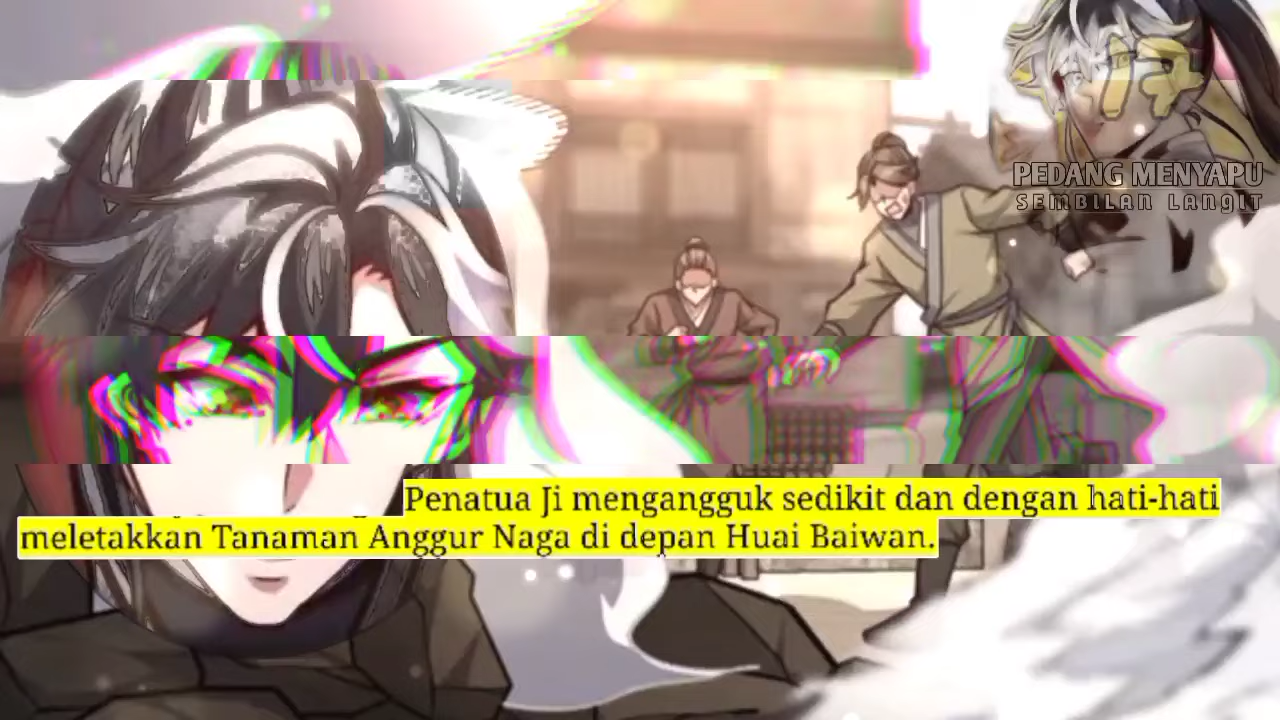 PEDANG MENYAPU
SEMBILAN LANGIT
Penatua Ji mengangguk sedikit dan dengan hati-hati
meletakkan Tanaman Anggur Naga di depan Huai Baiwan.